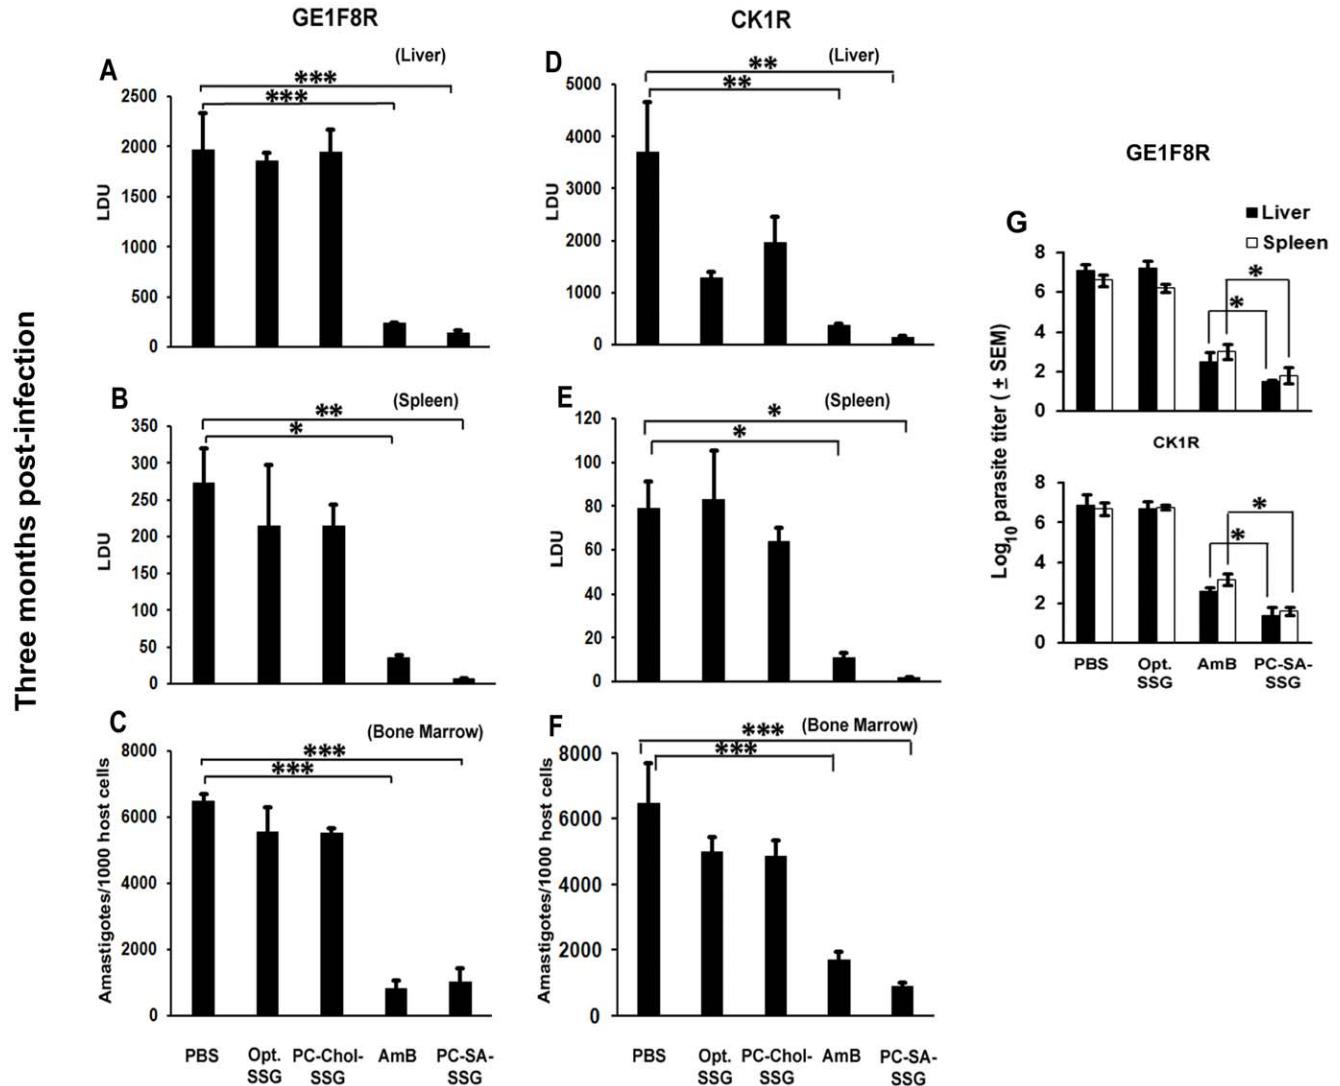 GE1F8R
CK1R
Three months post-infection
A
(Liver)
***
***
2500
2000
1500
1000
500
0
LDU
B
(Spleen)
**
*
350
300
250
200
150
100
50
0
LDU
C
(Bone Marrow)
***
***
8000
6000
4000
2000
0
Amastigotes/1000 host cells
PBS
Opt.
SSG
PC-Chol-
SSG
AmB
PC-SA-
SSG
D
(Liver)
**
**
5000
4000
3000
2000
1000
0
LDU
E
(Spleen)
*
*
120
100
80
60
40
20
0
LDU
F
(Bone Marrow)
***
***
8000
6000
4000
2000
0
Amastigotes/1000 host cells
PBS
Opt.
SSG
PC-Chol-
SSG
AmB
PC-SA-
SSG
GE1F8R
G
Liver
Spleen
8
6
4
2
0
*
*
Log10 parasite titer ( ± SEM)
CK1R
8
6
4
2
0
*
*
PBS
Opt.
SSG
AmB
PC-SA-
SSG